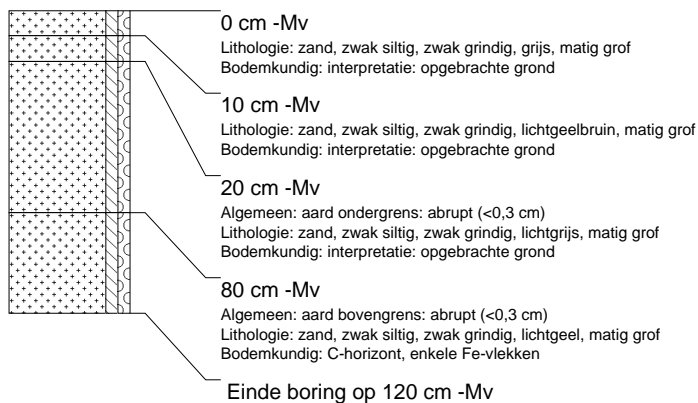 0 cm -Mv
Lithologie: zand, zwak siltig, zwak grindig, grijs, matig grof
Bodemkundig: interpretatie: opgebrachte grond
10 cm -Mv
Lithologie: zand, zwak siltig, zwak grindig, lichtgeelbruin, matig grof
Bodemkundig: interpretatie: opgebrachte grond
20 cm -Mv
Algemeen: aard ondergrens: abrupt (<0,3 cm)
Lithologie: zand, zwak siltig, zwak grindig, lichtgrijs, matig grof
Bodemkundig: interpretatie: opgebrachte grond
80 cm -Mv
Algemeen: aard bovengrens: abrupt (<0,3 cm)
Lithologie: zand, zwak siltig, zwak grindig, lichtgeel, matig grof
Bodemkundig: C-horizont, enkele Fe-vlekken
Einde boring op 120 cm -Mv